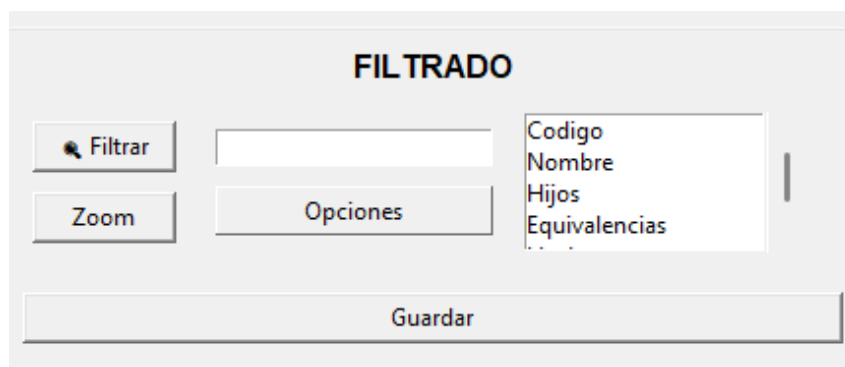 FILTRADO
Filtrar
Codigo
Nombre
Hijos
Equivalencias
Zoom
Opciones
Guardar